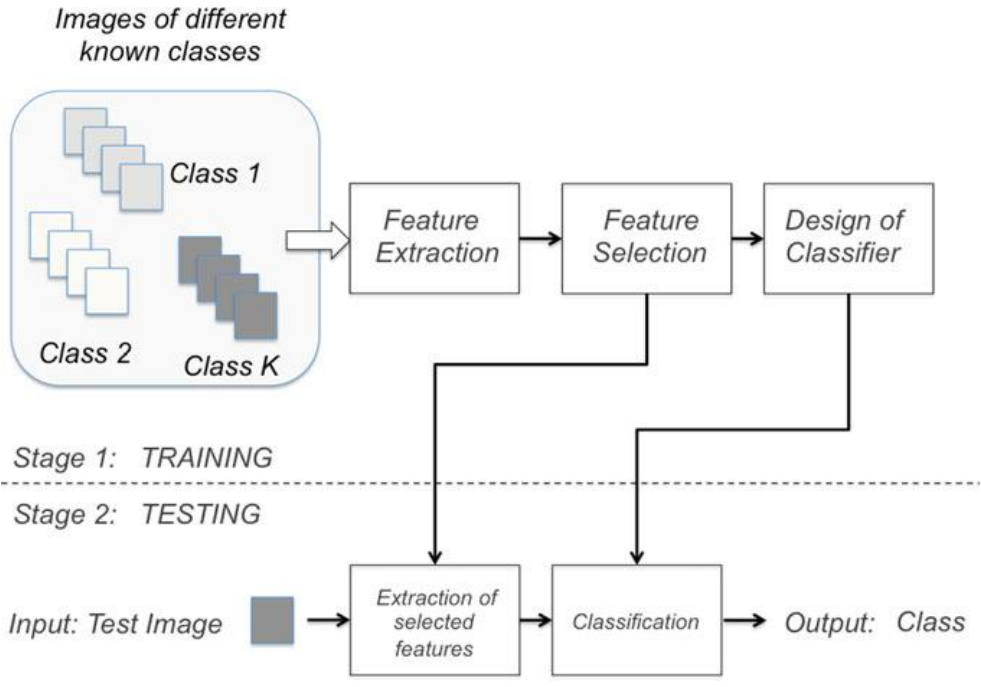 Images of different
known classes
Class 1
Class 2
Class K
Feature
Extraction
Feature
Selection
Design of
Classifier
Stage 1: TRAINING
Stage 2: TESTING
Input: Test Image
Extraction of
selected
features
Classification
Output: Class